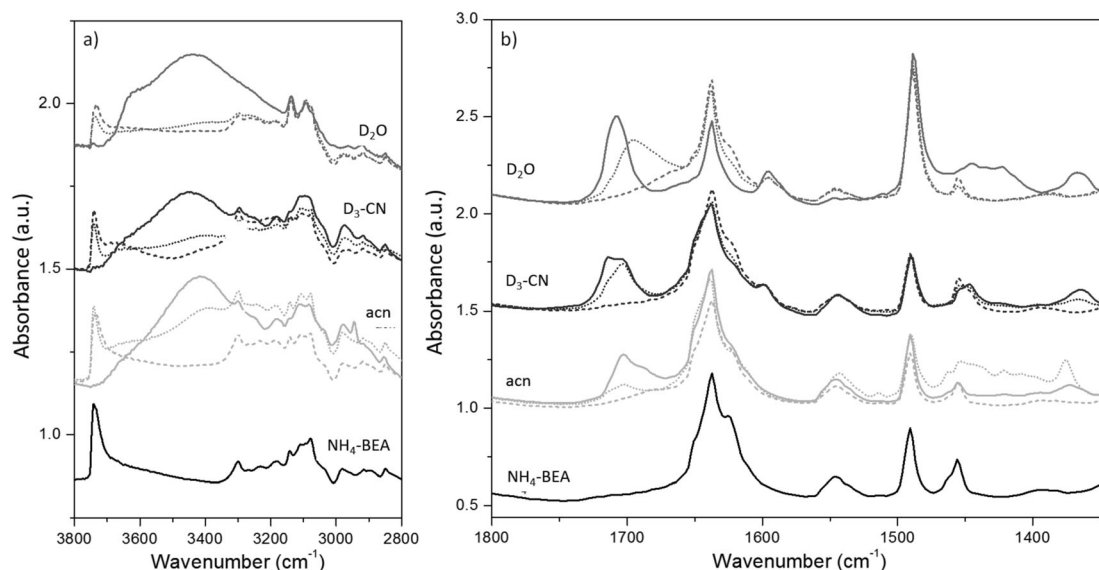 a)
D₂O
D₃-CN
acn
NH₄-BEA
2.0
1.5
1.0
3800 3600 3400 3200 3000 2800
Wavenumber (cm⁻¹)
Absorbance (a.u.)
b)
D₂O
D₃-CN
acn
NH₄-BEA
3.0
2.5
2.0
1.5
1.0
0.5
1800 1700 1600 1500 1400
Wavenumber (cm⁻¹)
Absorbance (a.u.)